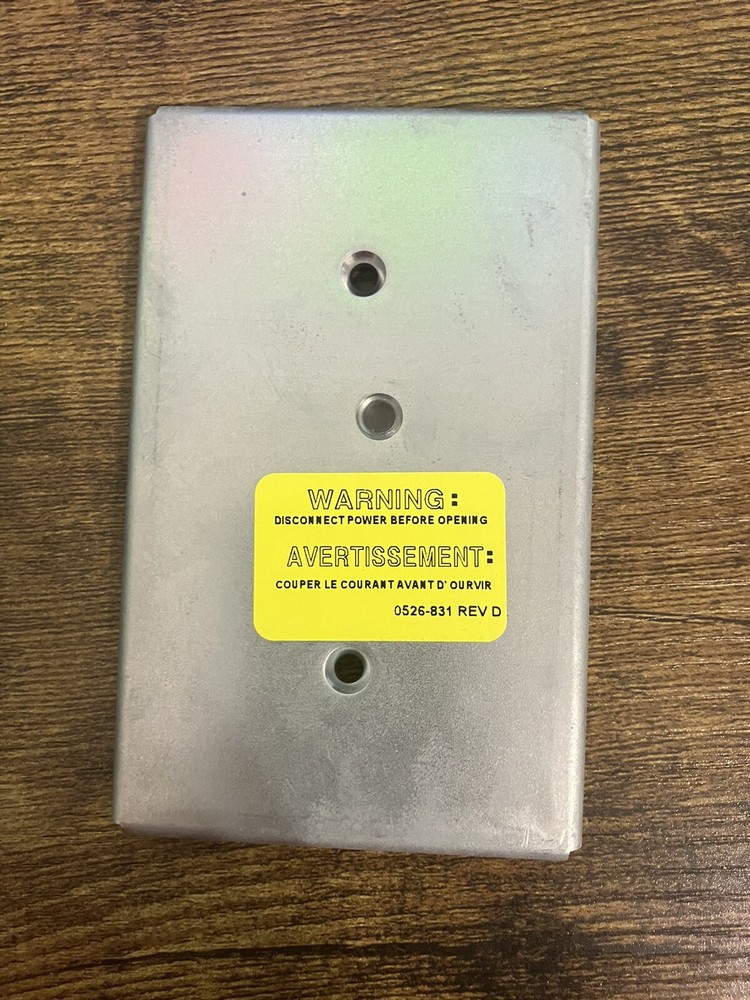 WARNING:
DISCONNECT POWER BEFORE OPENING
AVERTISSEMENT:
COUPER LE COURANT AVANT D' OURVIR
0526-831 REV D